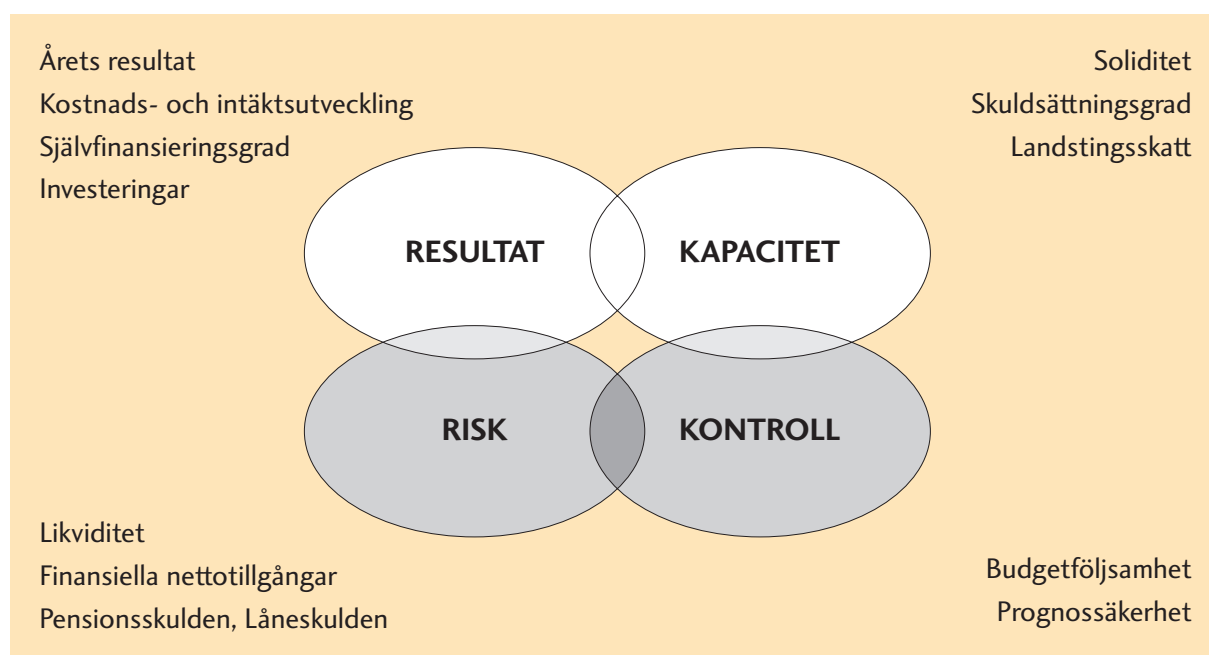 Årets resultat
Kostnads- och intäktsutveckling
Självfinansieringsgrad
Investeringar
Soliditet
Skuldsättningsgrad
Landstingsskatt
RESULTAT
KAPACITET
RISK
KONTROLL
Likviditet
Finansiella nettotillgångar
Pensionsskulden, Låneskulden
Budgetföljsamhet
Prognossäkerhet